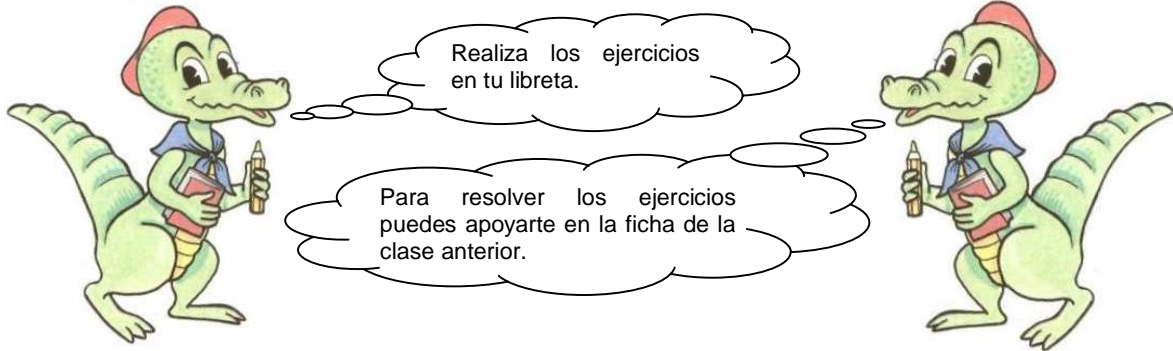 Realiza los ejercicios
en tu libreta.
Para resolver los ejercicios
puedes apoyarte en la ficha de la
clase anterior.